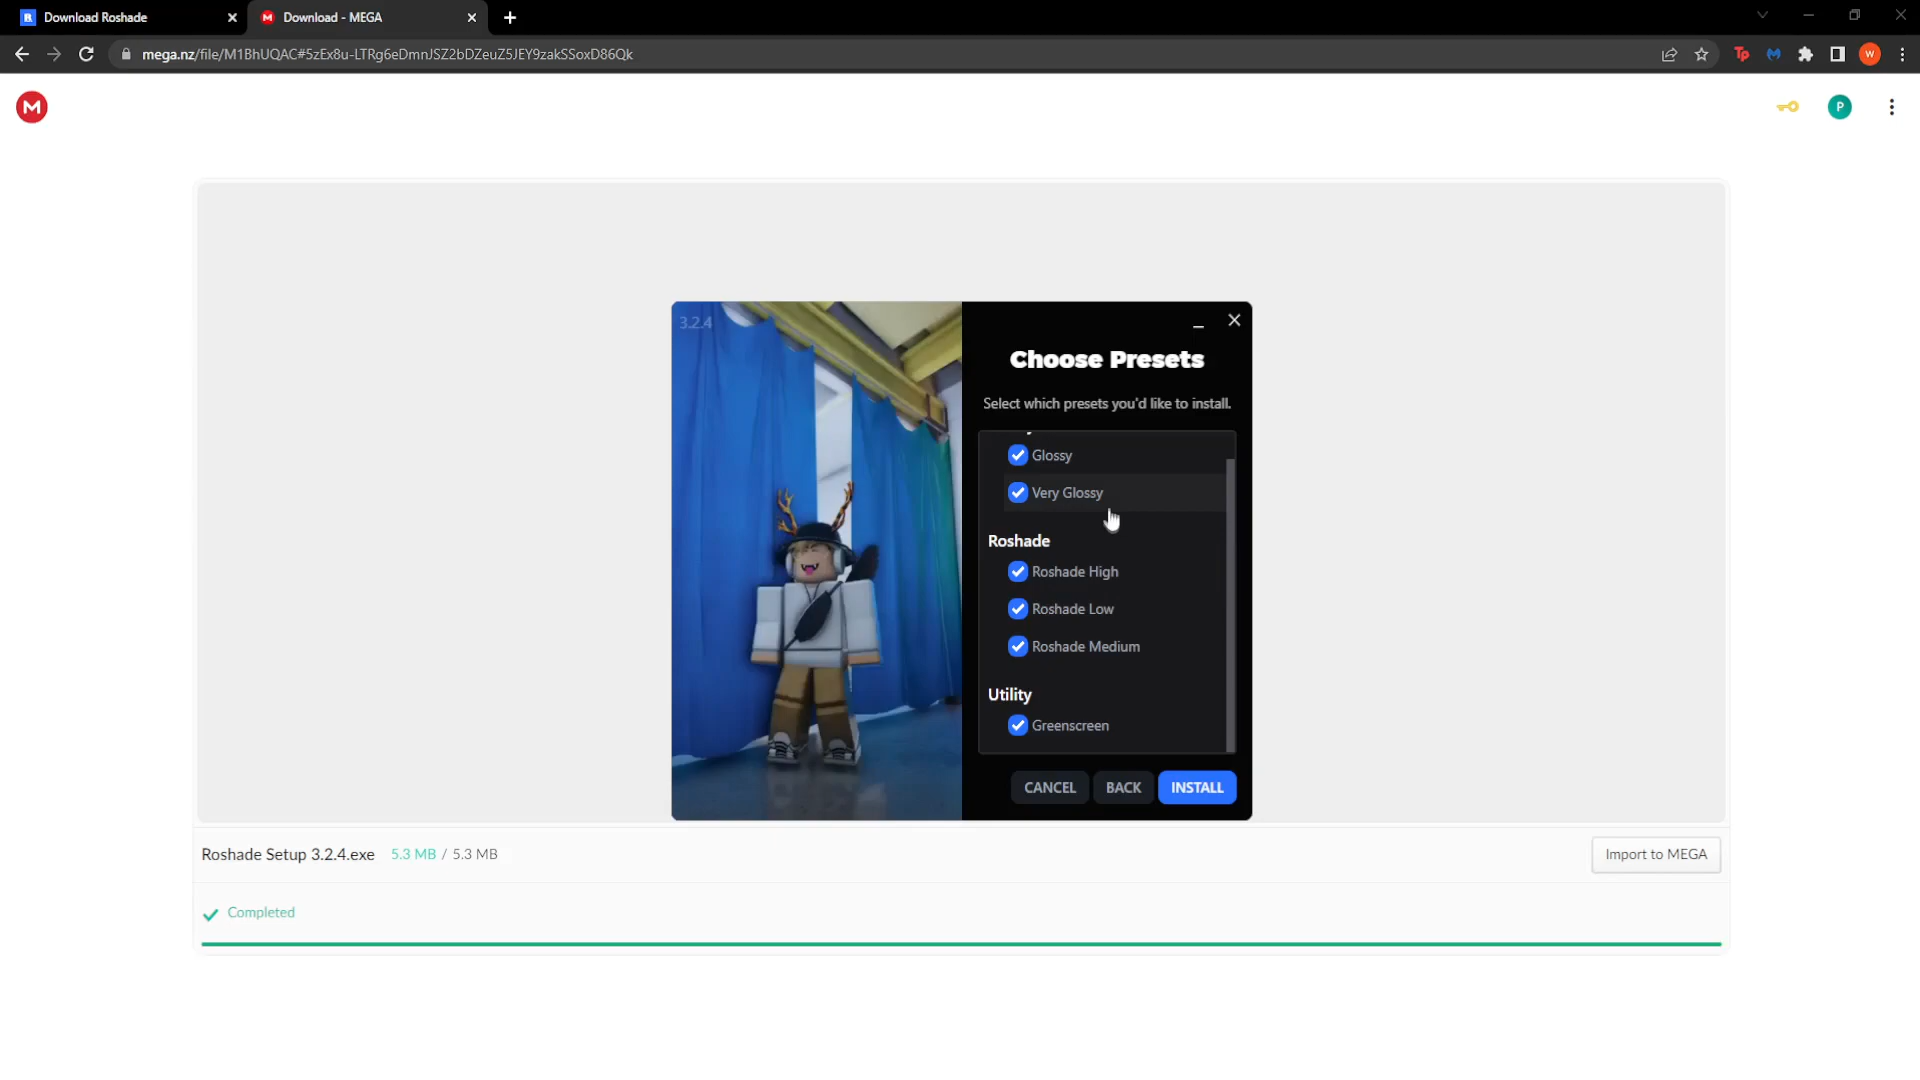 Download Roshade
Download - MEGA
mega.nz/file/M1BhUQAC#5zEx8u-LTRg6eDmnJSZ2bDZeuZ5JEY9zakSSoxD86Qk
Tp
W
M
P
3.2.4
Choose Presets
Select which presets you'd like to install.
Glossy
Very Glossy
Roshade
Roshade High
Roshade Low
Roshade Medium
Utility
Greenscreen
CANCEL
BACK
INSTALL
Roshade Setup 3.2.4.exe 5.3 MB / 5.3 MB
Import to MEGA
Completed